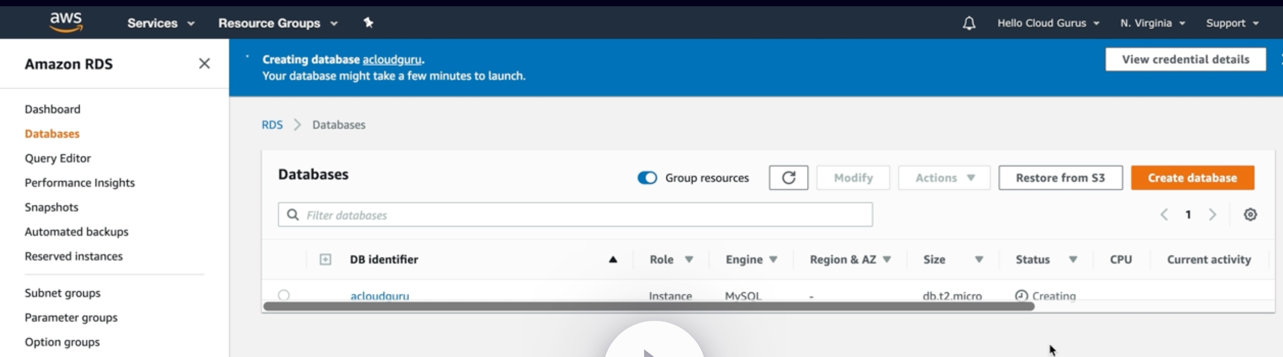 aws Services Resource Groups Hello Cloud Gurus N. Virginia Support
Amazon RDS
Dashboard
Databases
Query Editor
Performance Insights
Snapshots
Automated backups
Reserved instances
Subnet groups
Parameter groups
Option groups
Creating database acloudguru.
Your database might take a few minutes to launch.
View credential details
RDS > Databases
Databases Group resources Modify Actions Restore from S3 Create database
Filter databases
1
DB identifier Role Engine Region & AZ Size Status CPU Current activity
acloudguru Instance MySQL - db.t2.micro Creating